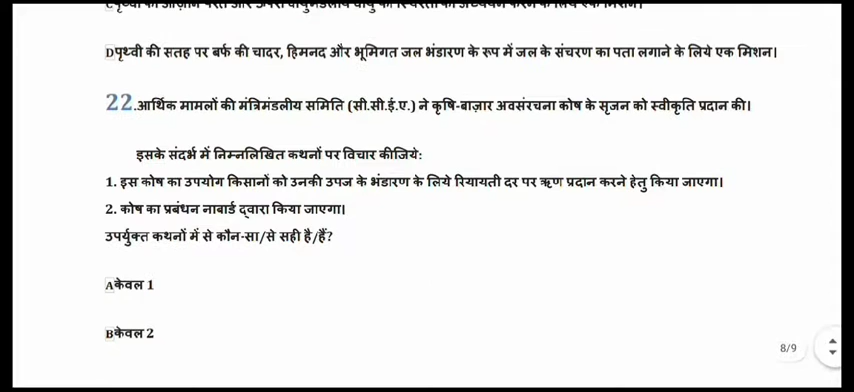 Dपृथ्वी की सतह पर बर्फ की चादर, हिमनद और भूमिगत जल भंडारण के रूप में जल के संचरण का पता लगाने के लिये एक मिशन।
22.आर्थिक मामलों की मंत्रिमंडलीय समिति (सी.सी.ई.ए.) ने कृषि-बाज़ार अवसंरचना कोष के सृजन को स्वीकृति प्रदान की।
इसके संदर्भ में निम्नलिखित कथनों पर विचार कीजिये:
1. इस कोष का उपयोग किसानों को उनकी उपज के भंडारण के लिये रियायती दर पर ऋण प्रदान करने हेतु किया जाएगा।
2. कोष का प्रबंधन नाबार्ड द्वारा किया जाएगा।
उपर्युक्त कथनों में से कौन-सा/से सही है/हैं?
Aकेवल 1
Bकेवल 2
8/9